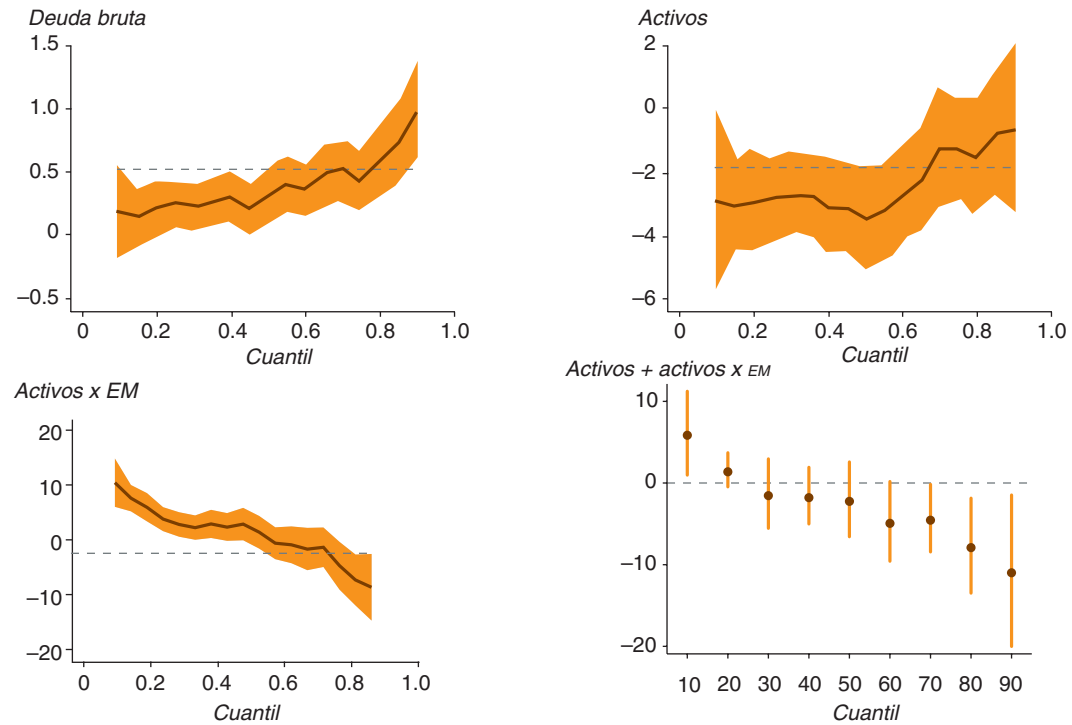 Deuda bruta
1.5
1.0
0.5
0
–0.5
0 0.2 0.4 0.6 0.8 1.0
Cuantil
Activos
2
0
–2
–4
–6
0 0.2 0.4 0.6 0.8 1.0
Cuantil
Activos x EM
20
10
0
–10
–20
0 0.2 0.4 0.6 0.8 1.0
Cuantil
Activos + activos x EM
10
0
–10
–20
10 20 30 40 50 60 70 80 90
Cuantil